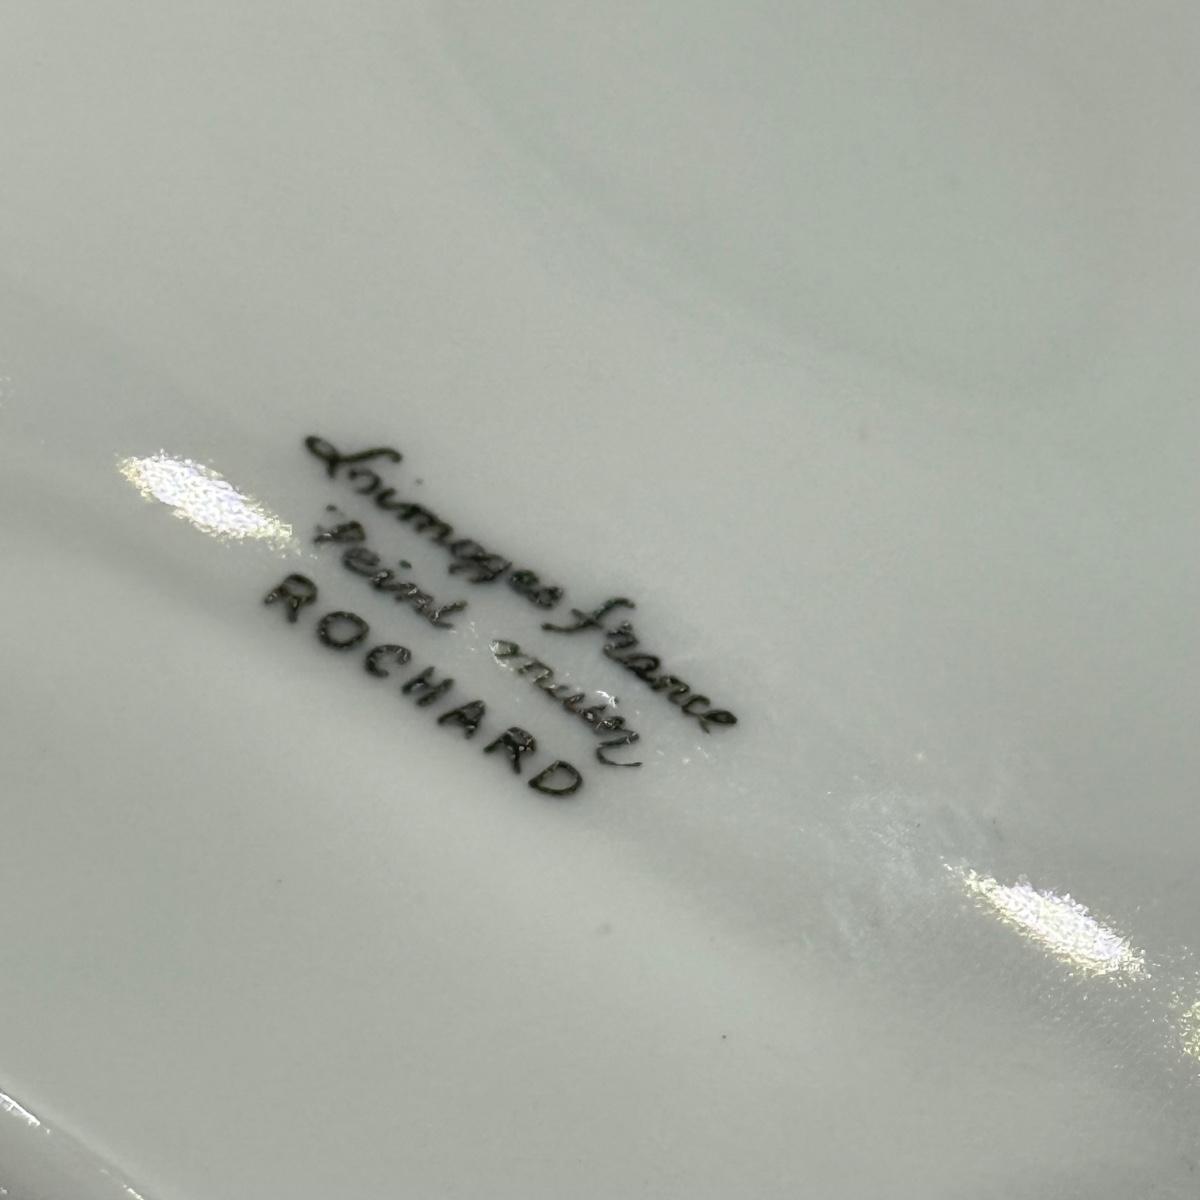 Limoges france
Peint main
ROCHARD